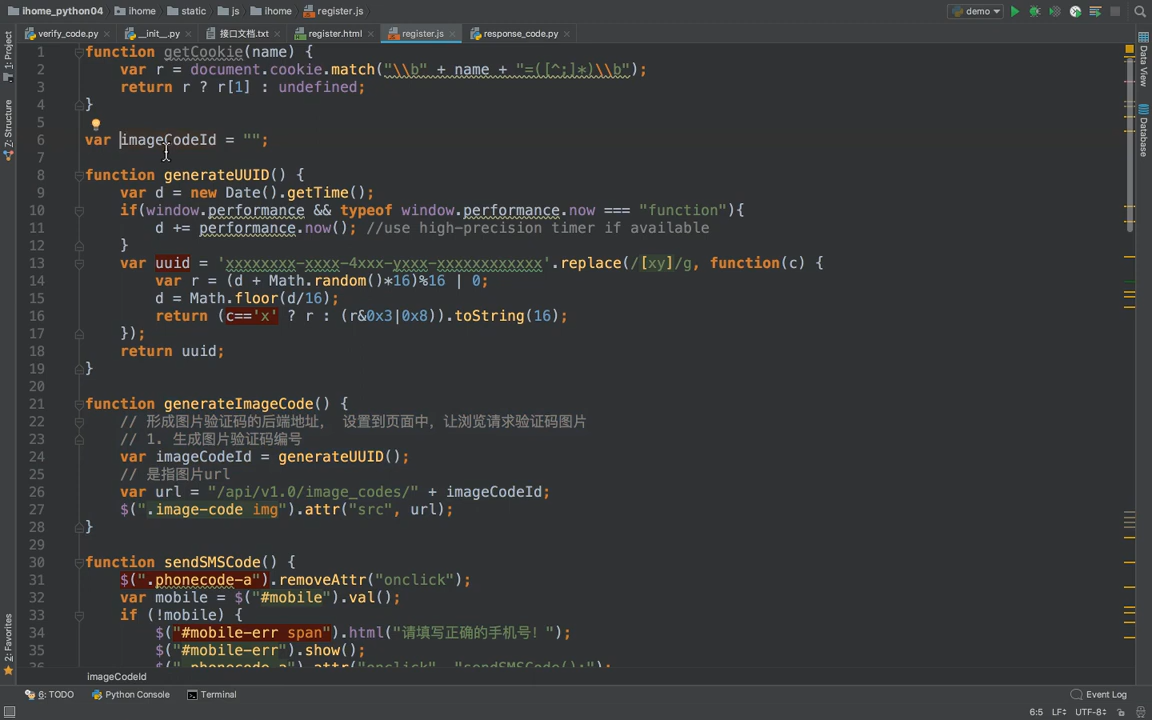 ihome_python04 ihome static js ihome register.js demo
verify_code.py __init__.py 接口文档.txt register.html register.js response_code.py
1 function getCookie(name) {
2 var r = document.cookie.match("\\b" + name + "=([^;]*)\\b");
3 return r ? r[1] : undefined;
4 }
5
6 var imageCodeId = "";
7
8 function generateUUID() {
9 var d = new Date().getTime();
10 if(window.performance && typeof window.performance.now === "function"){
11 d += performance.now(); //use high-precision timer if available
12 }
13 var uuid = 'xxxxxxxx-xxxx-4xxx-yxxx-xxxxxxxxxxxx'.replace(/[xy]/g, function(c) {
14 var r = (d + Math.random()*16)%16 | 0;
15 d = Math.floor(d/16);
16 return (c=='x' ? r : (r&0x3|0x8)).toString(16);
17 });
18 return uuid;
19 }
20
21 function generateImageCode() {
22 // 形成图片验证码的后端地址， 设置到页面中，让浏览请求验证码图片
23 // 1. 生成图片验证码编号
24 var imageCodeId = generateUUID();
25 // 是指图片url
26 var url = "/api/v1.0/image_codes/" + imageCodeId;
27 $(".image-code img").attr("src", url);
28 }
29
30 function sendSMSCode() {
31 $(".phonecode-a").removeAttr("onclick");
32 var mobile = $("#mobile").val();
33 if (!mobile) {
34 $("#mobile-err span").html("请填写正确的手机号！");
35 $("#mobile-err").show();
36 $(".phonecode-a").attr("onclick", "sendSMSCode();");
1: Project
7: Structure
2: Favorites
Data View
Database
imageCodeId
6: TODO Python Console Terminal Event Log
6:5 LF UTF-8